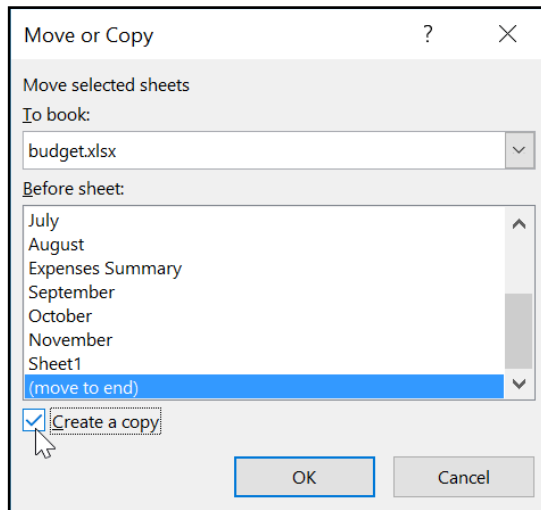 Move or Copy ?
Move selected sheets
To book:
budget.xlsx
Before sheet:
July
August
Expenses Summary
September
October
November
Sheet1
(move to end)
Create a copy
OK Cancel